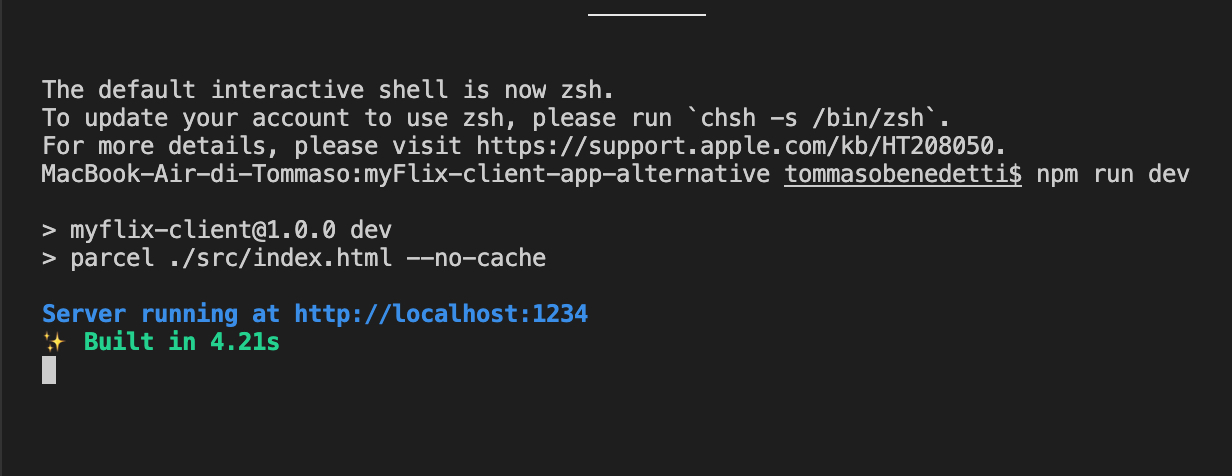 The default interactive shell is now zsh.
To update your account to use zsh, please run `chsh -s /bin/zsh`.
For more details, please visit https://support.apple.com/kb/HT208050.
MacBook-Air-di-Tommaso:myFlix-client-app-alternative tommasobenedetti$ npm run dev
> myflix-client@1.0.0 dev
> parcel ./src/index.html --no-cache
Server running at http://localhost:1234
✨ Built in 4.21s